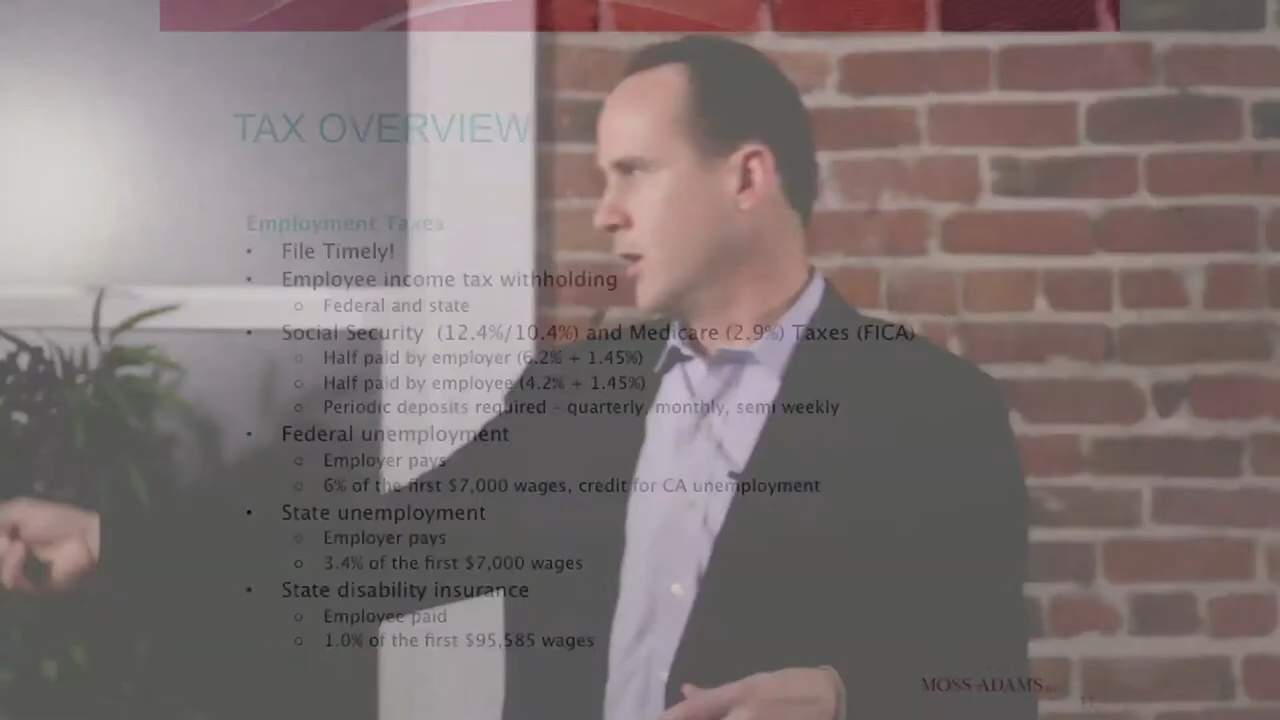 TAX OVERVIEW
Employment Taxes
• File Timely!
• Employee income tax withholding
○ Federal and state
• Social Security (12.4%/10.4%) and Medicare (2.9%) Taxes (FICA)
○ Half paid by employer (6.2% + 1.45%)
○ Half paid by employee (4.2% + 1.45%)
○ Periodic deposits required – quarterly, monthly, semi weekly
• Federal unemployment
○ Employer pays
○ 6% of the first $7,000 wages, credit for CA unemployment
• State unemployment
○ Employer pays
○ 3.4% of the first $7,000 wages
• State disability insurance
○ Employee paid
○ 1.0% of the first $95,585 wages
MOSS ADAMS